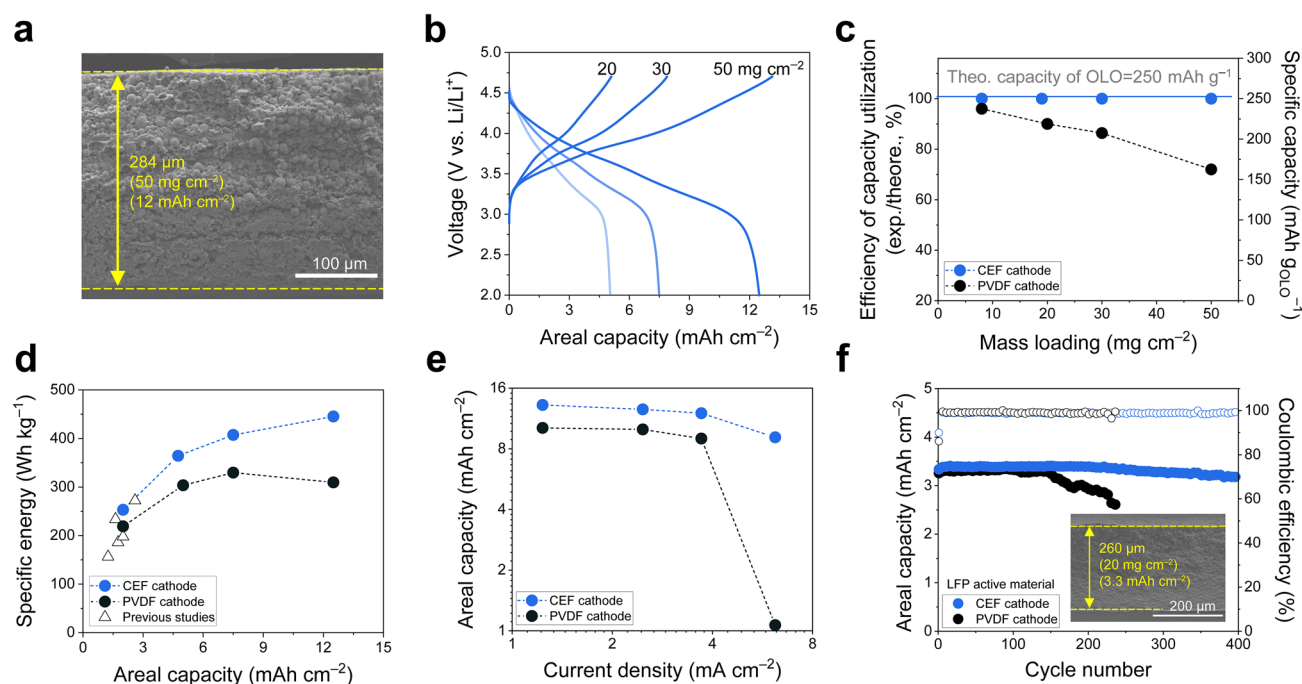 a
284 µm
(50 mg cm⁻²)
(12 mAh cm⁻²)
100 µm
b
Voltage (V vs. Li/Li⁺)
5.0
4.5
4.0
3.5
3.0
2.5
2.0
20 30 50 mg cm⁻²
0 3 6 9 12 15
Areal capacity (mAh cm⁻²)
c
Efficiency of capacity utilization
(exp./theore., %)
100
80
60
40
20
Theo. capacity of OLO=250 mAh g⁻¹
CEF cathode
PVDF cathode
300
250
200
150
100
50
0
Specific capacity (mAh g_OLO⁻¹)
0 10 20 30 40 50
Mass loading (mg cm⁻²)
d
Specific energy (Wh kg⁻¹)
500
450
400
350
300
250
200
150
100
50
0
CEF cathode
PVDF cathode
Previous studies
0 3 6 9 12 15
Areal capacity (mAh cm⁻²)
e
Areal capacity (mAh cm⁻²)
16
8
4
2
1
CEF cathode
PVDF cathode
1 2 4 8
Current density (mA cm⁻²)
f
Areal capacity (mAh cm⁻²)
5
4
3
2
1
0
260 µm
(20 mg cm⁻²)
(3.3 mAh cm⁻²)
200 µm
LFP active material
CEF cathode
PVDF cathode
100
80
60
40
20
0
Coulombic efficiency (%)
0 100 200 300 400
Cycle number